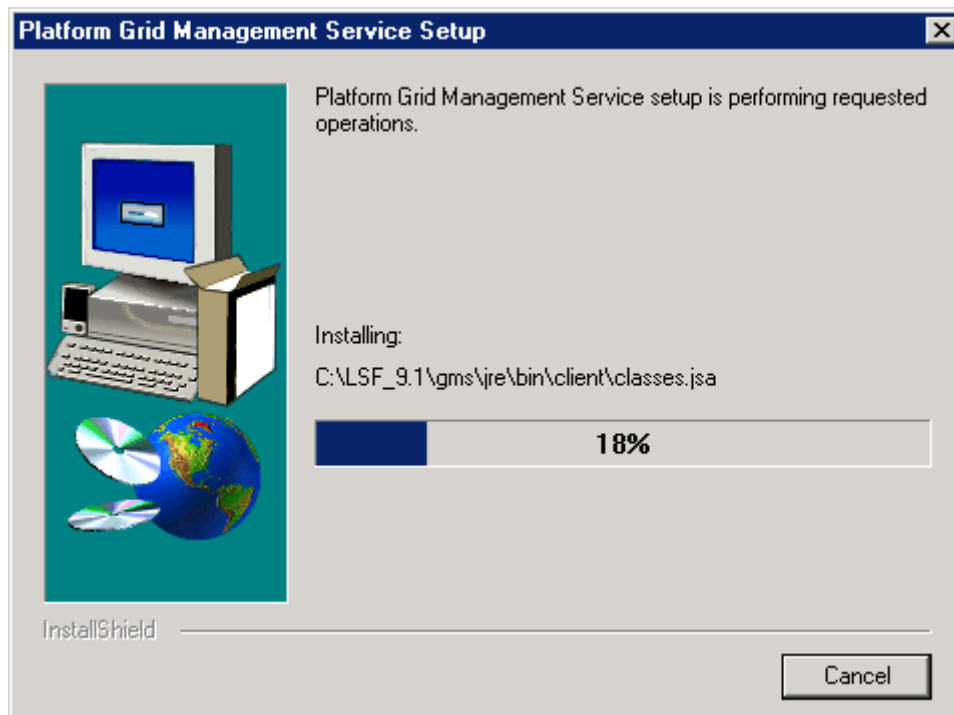 Platform Grid Management Service Setup
Platform Grid Management Service setup is performing requested
operations.
Installing:
C:\LSF_9.1\gms\jre\bin\client\classes.jsa
18%
InstallShield
Cancel